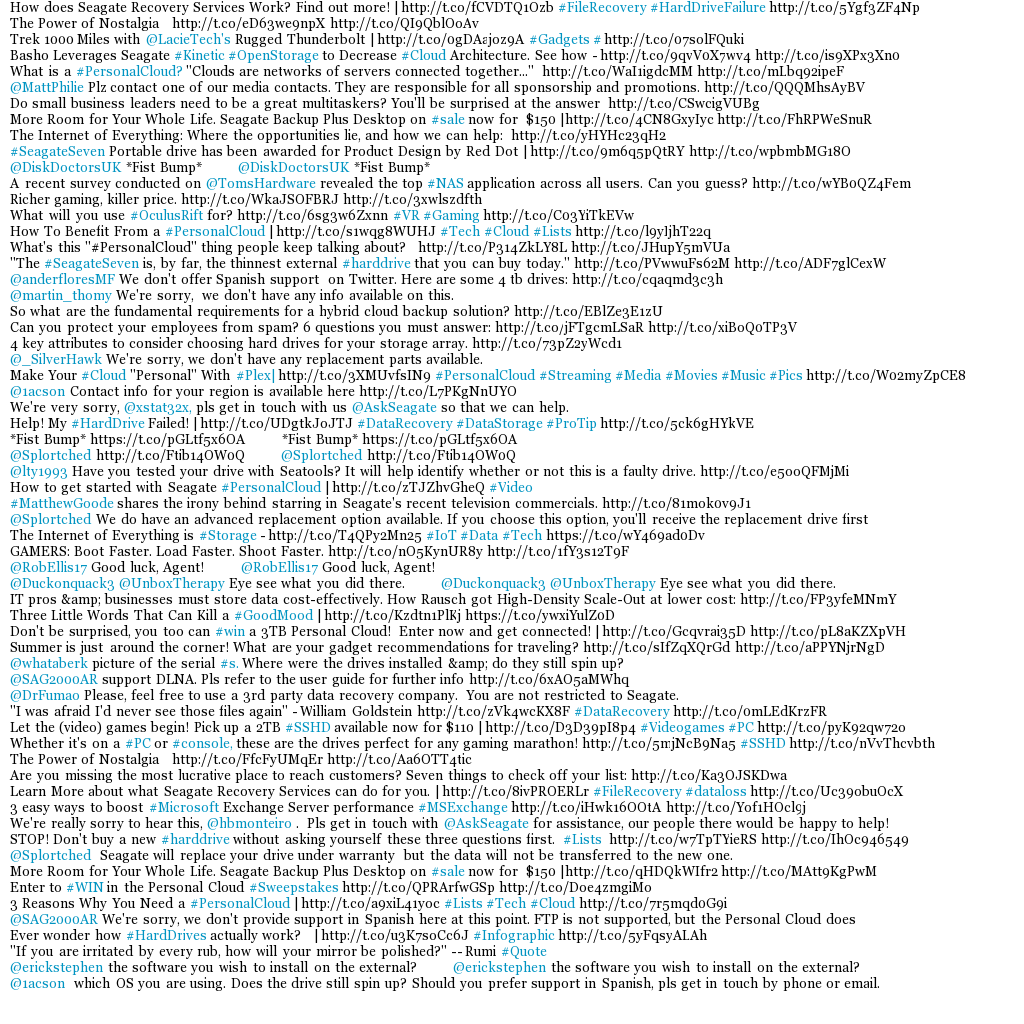 How does Seagate Recovery Services Work? Find out more! | http://t.co/fCVDTQ1Ozb #FileRecovery #HardDriveFailure http://t.co/5Ygf3ZF4Np
The Power of Nostalgia http://t.co/eD63we9npX http://t.co/QI9QblOoAv
Trek 1000 Miles with @LacieTech's Rugged Thunderbolt | http://t.co/0gDAajoz9A #Gadgets # http://t.co/07solFQuki
Basho Leverages Seagate #Kinetic #OpenStorage to Decrease #Cloud Architecture. See how - http://t.co/9qvV0X7wv4 http://t.co/is9XPx3Xn0
What is a #PersonalCloud? "Clouds are networks of servers connected together..." http://t.co/WaIiigdcMM http://t.co/mLbq92ipeF
@MattPhilie Plz contact one of our media contacts. They are responsible for all sponsorship and promotions. http://t.co/QQQMhsAyBV
Do small business leaders need to be a great multitaskers? You'll be surprised at the answer http://t.co/CSwcigVUBg
More Room for Your Whole Life. Seagate Backup Plus Desktop on #sale now for $150 | http://t.co/4CN8GxyIyc http://t.co/FhRPWeSnuR
The Internet of Everything: Where the opportunities lie, and how we can help: http://t.co/yHYHc23qH2
#SeagateSeven Portable drive has been awarded for Product Design by Red Dot | http://t.co/9m6q5pQtRY http://t.co/wpbmbMG18O
@DiskDoctorsUK *Fist Bump* @DiskDoctorsUK *Fist Bump*
A recent survey conducted on @TomsHardware revealed the top #NAS application across all users. Can you guess? http://t.co/wYB0QZ4Fem
Richer gaming, killer price. http://t.co/WkaJSOFBRJ http://t.co/3xwlszdfth
What will you use #OculusRift for? http://t.co/6sg3w6Zxnn #VR #Gaming http://t.co/C03YiTkEVw
How To Benefit From a #PersonalCloud | http://t.co/s1wqg8WUHJ #Tech #Cloud #Lists http://t.co/l9yIjhT22q
What's this "#PersonalCloud" thing people keep talking about? http://t.co/P314ZkLY8L http://t.co/JHupY5mVUa
"The #SeagateSeven is, by far, the thinnest external #harddrive that you can buy today." http://t.co/PVwwuFs62M http://t.co/ADF7glCexW
@anderfloresMF We don't offer Spanish support on Twitter. Here are some 4 tb drives: http://t.co/cqaqmd3c3h
@martin_thomy We're sorry, we don't have any info available on this.
So what are the fundamental requirements for a hybrid cloud backup solution? http://t.co/EBlZe3E1zU
Can you protect your employees from spam? 6 questions you must answer: http://t.co/jFTgcmLSaR http://t.co/xiBoQ0TP3V
4 key attributes to consider choosing hard drives for your storage array. http://t.co/73pZ2yWcd1
@_SilverHawk We're sorry, we don't have any replacement parts available.
Make Your #Cloud "Personal" With #Plex| http://t.co/3XMUvfsIN9 #PersonalCloud #Streaming #Media #Movies #Music #Pics http://t.co/Wo2myZpCE8
@1acson Contact info for your region is available here http://t.co/L7PKgNnUYO
We're very sorry, @xstat32x, pls get in touch with us @AskSeagate so that we can help.
Help! My #HardDrive Failed! | http://t.co/UDgtkJoJTJ #DataRecovery #DataStorage #ProTip http://t.co/5ck6gHYkVE
*Fist Bump* https://t.co/pGLtf5x6OA *Fist Bump* https://t.co/pGLtf5x6OA
@Splortched http://t.co/Ftib14OW0Q @Splortched http://t.co/Ftib14OW0Q
@lty1993 Have you tested your drive with Seatools? It will help identify whether or not this is a faulty drive. http://t.co/e5ooQFMjMi
How to get started with Seagate #PersonalCloud | http://t.co/zTJZhvGheQ #Video
#MatthewGoode shares the irony behind starring in Seagate's recent television commercials. http://t.co/81mokov9J1
@Splortched We do have an advanced replacement option available. If you choose this option, you'll receive the replacement drive first
The Internet of Everything is #Storage - http://t.co/T4QPy2Mn25 #IoT #Data #Tech https://t.co/wY469ad0Dv
GAMERS: Boot Faster. Load Faster. Shoot Faster. http://t.co/nO5KynUR8y http://t.co/1fY3s12T9F
@RobEllis17 Good luck, Agent! @RobEllis17 Good luck, Agent!
@Duckonquack3 @UnboxTherapy Eye see what you did there. @Duckonquack3 @UnboxTherapy Eye see what you did there.
IT pros &amp; businesses must store data cost-effectively. How Rausch got High-Density Scale-Out at lower cost: http://t.co/FP3yfeMNmY
Three Little Words That Can Kill a #GoodMood | http://t.co/Kzdtn1PlKj https://t.co/ywxiYulZoD
Don't be surprised, you too can #win a 3TB Personal Cloud! Enter now and get connected! | http://t.co/Gcqvrai35D http://t.co/pL8aKZXpVH
Summer is just around the corner! What are your gadget recommendations for traveling? http://t.co/sIfZqXQrGd http://t.co/aPPYNjrNgD
@whataberk picture of the serial #s. Where were the drives installed &amp; do they still spin up?
@SAG2000AR support DLNA. Pls refer to the user guide for further info http://t.co/6xAO5aMWhq
@DrFumao Please, feel free to use a 3rd party data recovery company. You are not restricted to Seagate.
"I was afraid I'd never see those files again" - William Goldstein http://t.co/zVk4wcKX8F #DataRecovery http://t.co/0mLEdKrzFR
Let the (video) games begin! Pick up a 2TB #SSHD available now for $110 | http://t.co/D3D39pI8p4 #Videogames #PC http://t.co/pyK92qw72o
Whether it's on a #PC or #console, these are the drives perfect for any gaming marathon! http://t.co/5mjNcB9Na5 #SSHD http://t.co/nVvThcvbth
The Power of Nostalgia http://t.co/FfcFyUMqEr http://t.co/Aa6OTT4tic
Are you missing the most lucrative place to reach customers? Seven things to check off your list: http://t.co/Ka3OJSKDwa
Learn More about what Seagate Recovery Services can do for you. | http://t.co/8ivPROERLr #FileRecovery #dataloss http://t.co/Uc39obuOcX
3 easy ways to boost #Microsoft Exchange Server performance #MSExchange http://t.co/iHwk16OOtA http://t.co/Yof1HOcl9j
We're really sorry to hear this, @hbmonteiro . Pls get in touch with @AskSeagate for assistance, our people there would be happy to help!
STOP! Don't buy a new #harddrive without asking yourself these three questions first. #Lists http://t.co/w7TpTYieRS http://t.co/IhOc946549
@Splortched Seagate will replace your drive under warranty but the data will not be transferred to the new one.
More Room for Your Whole Life. Seagate Backup Plus Desktop on #sale now for $150 | http://t.co/qHDQkWIfr2 http://t.co/MAtt9KgPwM
Enter to #WIN in the Personal Cloud #Sweepstakes http://t.co/QPRArfwGSp http://t.co/Doe4zmgiMo
3 Reasons Why You Need a #PersonalCloud | http://t.co/a9xiL41yoc #Lists #Tech #Cloud http://t.co/7r5mqdoG9i
@SAG2000AR We're sorry, we don't provide support in Spanish here at this point. FTP is not supported, but the Personal Cloud does
Ever wonder how #HardDrives actually work? | http://t.co/u3K7soCc6J #Infographic http://t.co/5yFqsyALAh
"If you are irritated by every rub, how will your mirror be polished?" -- Rumi #Quote
@erickstephen the software you wish to install on the external? @erickstephen the software you wish to install on the external?
@1acson which OS you are using. Does the drive still spin up? Should you prefer support in Spanish, pls get in touch by phone or email.